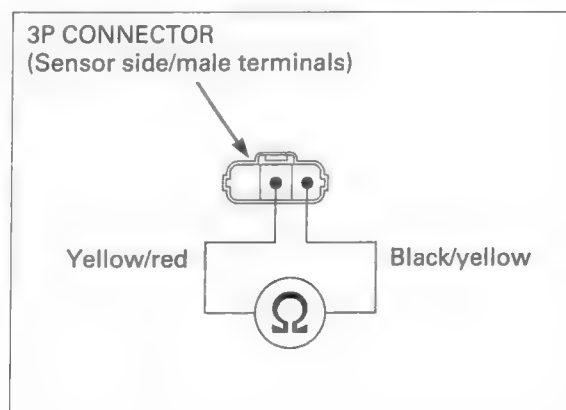 3P CONNECTOR
(Sensor side/male terminals)
Yellow/red
Black/yellow
Ω